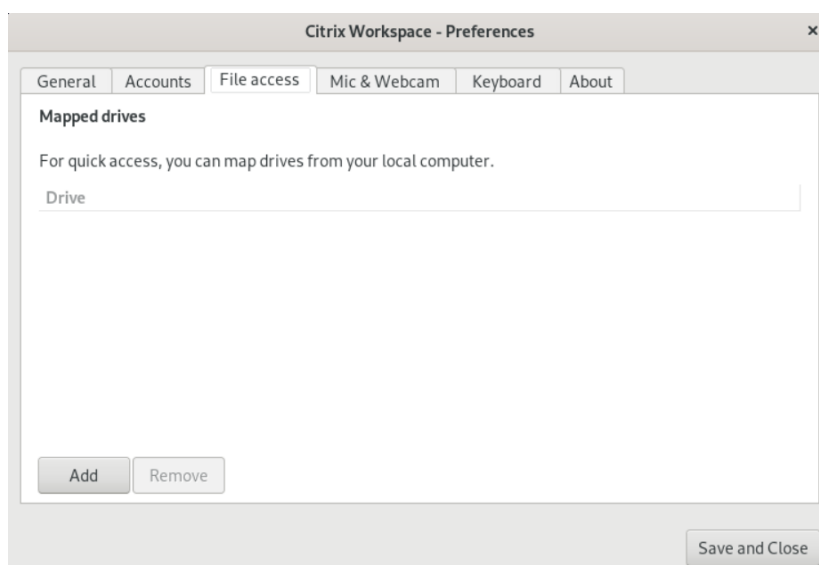 Citrix Workspace - Preferences ×
General Accounts File access Mic & Webcam Keyboard About
Mapped drives
For quick access, you can map drives from your local computer.
Drive
Add Remove
Save and Close